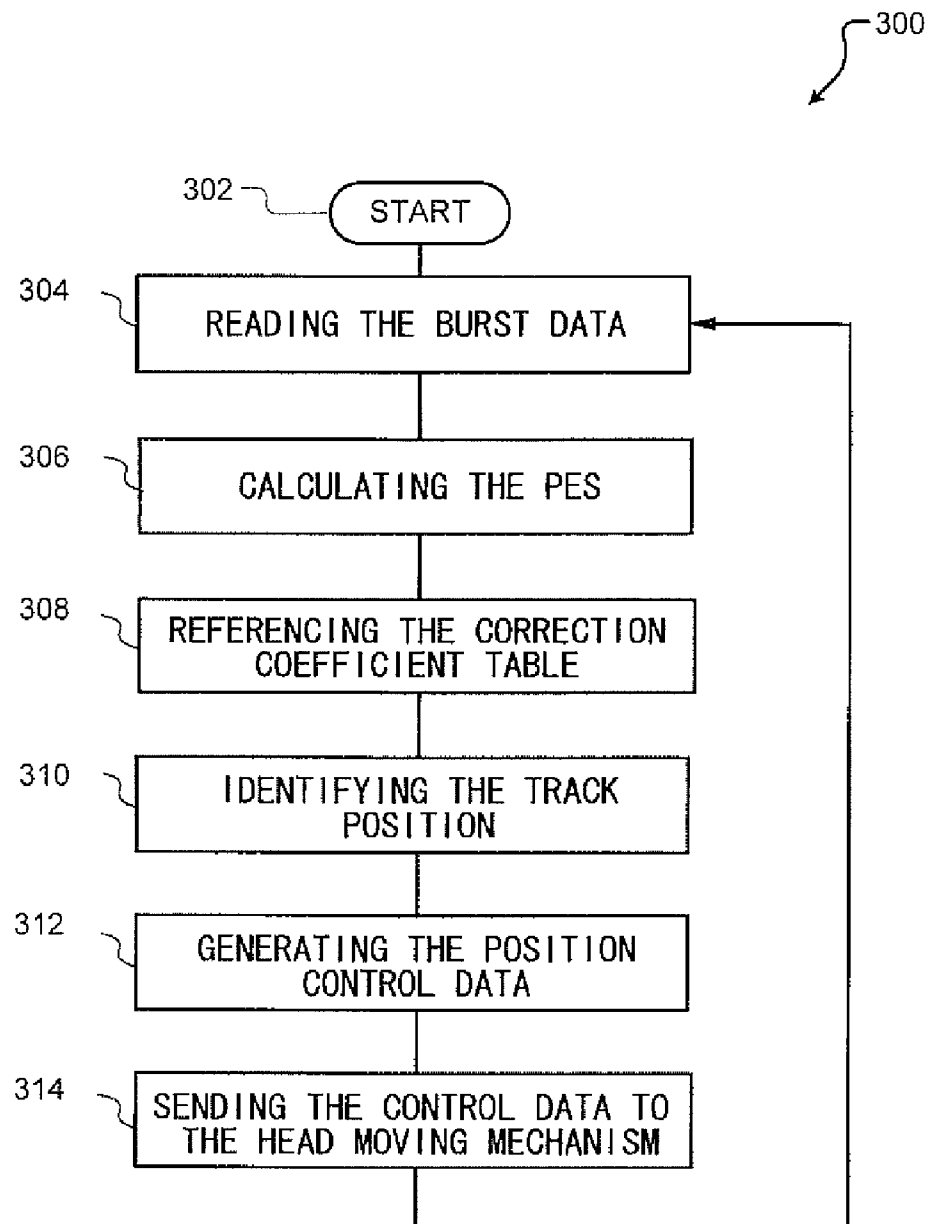 300
302
START
304
READING THE BURST DATA
306
CALCULATING THE PES
308
REFERENCING THE CORRECTION
COEFFICIENT TABLE
310
IDENTIFYING THE TRACK
POSITION
312
GENERATING THE POSITION
CONTROL DATA
314
SENDING THE CONTROL DATA TO
THE HEAD MOVING MECHANISM